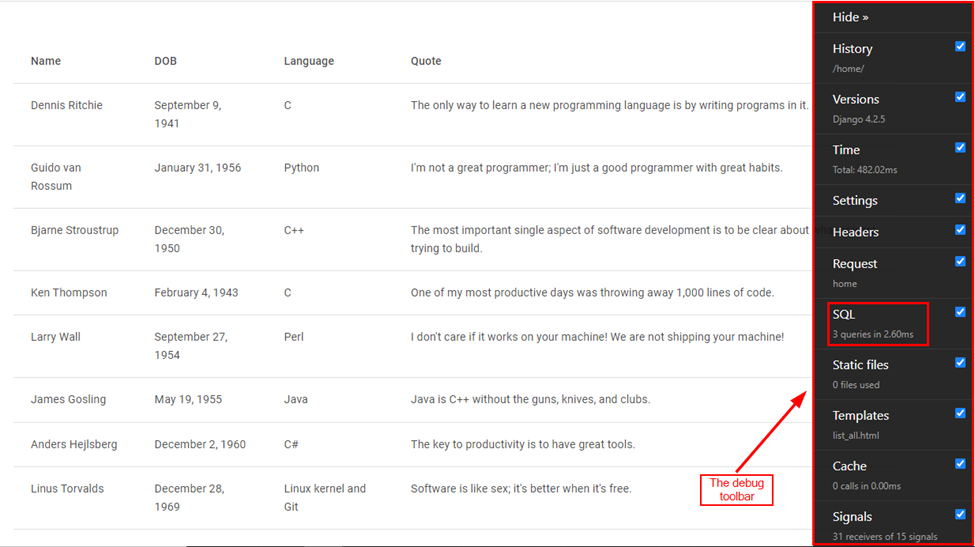 Name DOB Language Quote
Dennis Ritchie September 9, C The only way to learn a new programming language is by writing programs in it.
1941
Guido van January 31, 1956 Python I'm not a great programmer; I'm just a good programmer with great habits.
Rossum
Bjarne Stroustrup December 30, C++ The most important single aspect of software development is to be clear about
1950 trying to build.
Ken Thompson February 4, 1943 C One of my most productive days was throwing away 1,000 lines of code.
Larry Wall September 27, Perl I don't care if it works on your machine! We are not shipping your machine!
1954
James Gosling May 19, 1955 Java Java is C++ without the guns, knives, and clubs.
Anders Hejlsberg December 2, 1960 C# The key to productivity is to have great tools.
Linus Torvalds December 28, Linux kernel and Software is like sex; it's better when it's free.
1969 Git
The debug
toolbar
Hide »
History
/home/
Versions
Django 4.2.5
Time
Total: 482.02ms
Settings
Headers
Request
home
SQL
3 queries in 2.60ms
Static files
0 files used
Templates
list_all.html
Cache
0 calls in 0.00ms
Signals
31 receivers of 15 signals